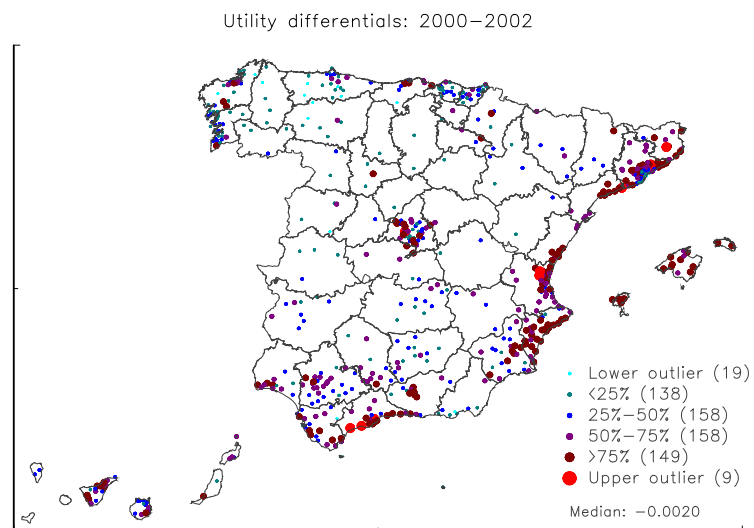 Utility differentials: 2000-2002
Lower outlier (19)
<25% (138)
25%-50% (158)
50%-75% (158)
>75% (149)
Upper outlier (9)
Median: -0.0020